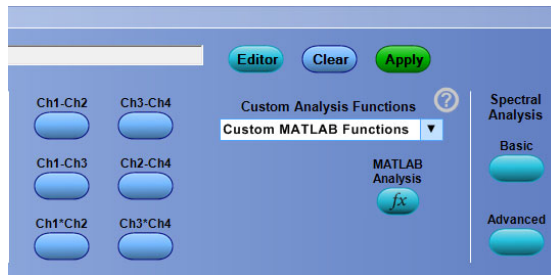 Editor Clear Apply
Ch1-Ch2 Ch3-Ch4
Custom Analysis Functions ?
Spectral
Analysis
Custom MATLAB Functions
Basic
Ch1-Ch3 Ch2-Ch4
MATLAB
Analysis
fx
Ch1*Ch2 Ch3*Ch4
Advanced